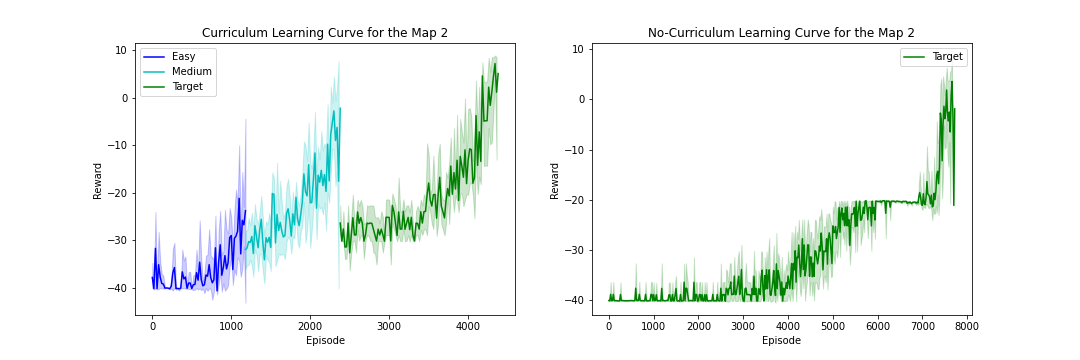 Curriculum Learning Curve for the Map 2
Easy
Medium
Target
10
0
−10
−20
−30
−40
Reward
0
1000
2000
3000
4000
Episode
No-Curriculum Learning Curve for the Map 2
Target
10
0
−10
−20
−30
−40
Reward
0
1000
2000
3000
4000
5000
6000
7000
8000
Episode